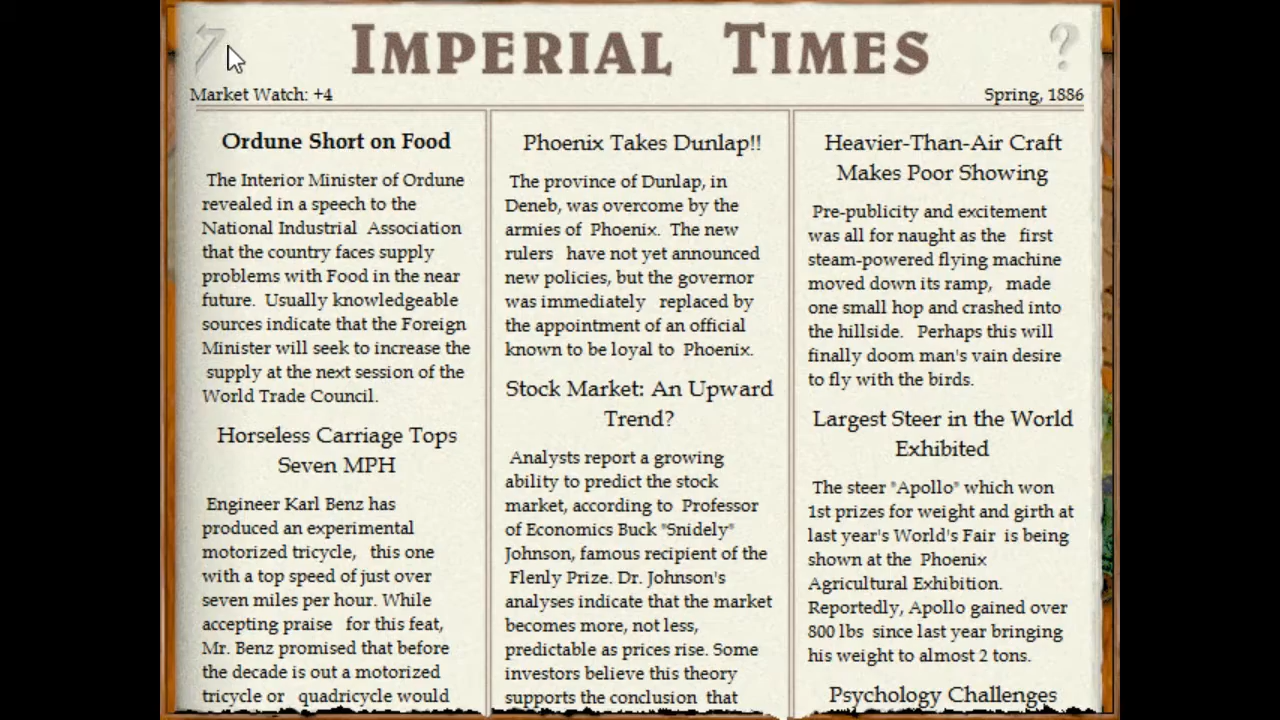 IMPERIAL TIMES
Market Watch: +4
Spring, 1886
Ordune Short on Food
The Interior Minister of Ordune
revealed in a speech to the
National Industrial Association
that the country faces supply
problems with Food in the near
future. Usually knowledgeable
sources indicate that the Foreign
Minister will seek to increase the
supply at the next session of the
World Trade Council.
Horseless Carriage Tops
Seven MPH
Engineer Karl Benz has
produced an experimental
motorized tricycle, this one
with a top speed of just over
seven miles per hour. While
accepting praise for this feat,
Mr. Benz promised that before
the decade is out a motorized
tricycle or quadricycle would
Phoenix Takes Dunlap!!
The province of Dunlap, in
Deneb, was overcome by the
armies of Phoenix. The new
rulers have not yet announced
new policies, but the governor
was immediately replaced by
the appointment of an official
known to be loyal to Phoenix.
Stock Market: An Upward
Trend?
Analysts report a growing
ability to predict the stock
market, according to Professor
of Economics Buck "Snidely"
Johnson, famous recipient of the
Flenly Prize. Dr. Johnson's
analyses indicate that the market
becomes more, not less,
predictable as prices rise. Some
investors believe this theory
supports the conclusion that
Heavier-Than-Air Craft
Makes Poor Showing
Pre-publicity and excitement
was all for naught as the first
steam-powered flying machine
moved down its ramp, made
one small hop and crashed into
the hillside. Perhaps this will
finally doom man's vain desire
to fly with the birds.
Largest Steer in the World
Exhibited
The steer "Apollo" which won
1st prizes for weight and girth at
last year's World's Fair is being
shown at the Phoenix
Agricultural Exhibition.
Reportedly, Apollo gained over
800 lbs since last year bringing
his weight to almost 2 tons.
Psychology Challenges